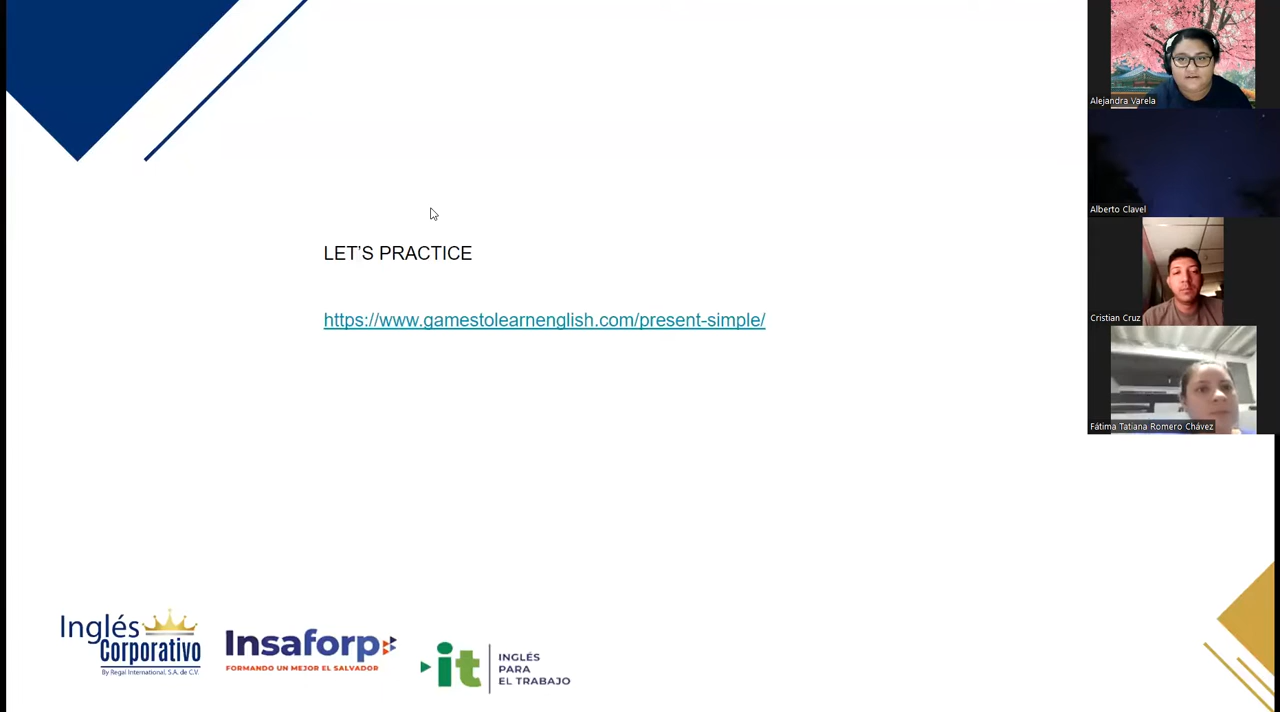 LET’S PRACTICE
https://www.gamestolearnenglish.com/present-simple/
Alejandra Varela
Alberto Clavel
Cristian Cruz
Fátima Tatiana Romero Chávez
Inglés
Corporativo
By Regal International, S.A. de C.V.
Insaforp
FORMANDO UN MEJOR EL SALVADOR
it
INGLÉS
PARA
EL TRABAJO